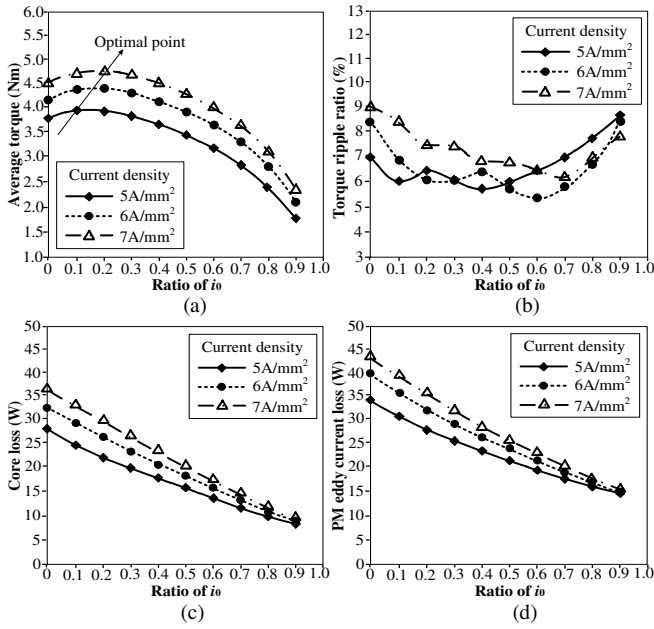 6.0
5.5
5.0
4.5
4.0
3.5
3.0
2.5
2.0
1.5
1.0
Average torque (Nm)
Optimal point
Current density
5A/mm²
6A/mm²
7A/mm²
0 0.1 0.2 0.3 0.4 0.5 0.6 0.7 0.8 0.9 1.0
Ratio of i₀
(a)
13
12
11
10
9
8
7
6
5
4
3
Torque ripple ratio (%)
Current density
5A/mm²
6A/mm²
7A/mm²
0 0.1 0.2 0.3 0.4 0.5 0.6 0.7 0.8 0.9 1.0
Ratio of i₀
(b)
50
45
40
35
30
25
20
15
10
5
0
Core loss (W)
Current density
5A/mm²
6A/mm²
7A/mm²
0 0.1 0.2 0.3 0.4 0.5 0.6 0.7 0.8 0.9 1.0
Ratio of i₀
(c)
50
45
40
35
30
25
20
15
10
5
0
PM eddy current loss (W)
Current density
5A/mm²
6A/mm²
7A/mm²
0 0.1 0.2 0.3 0.4 0.5 0.6 0.7 0.8 0.9 1.0
Ratio of i₀
(d)